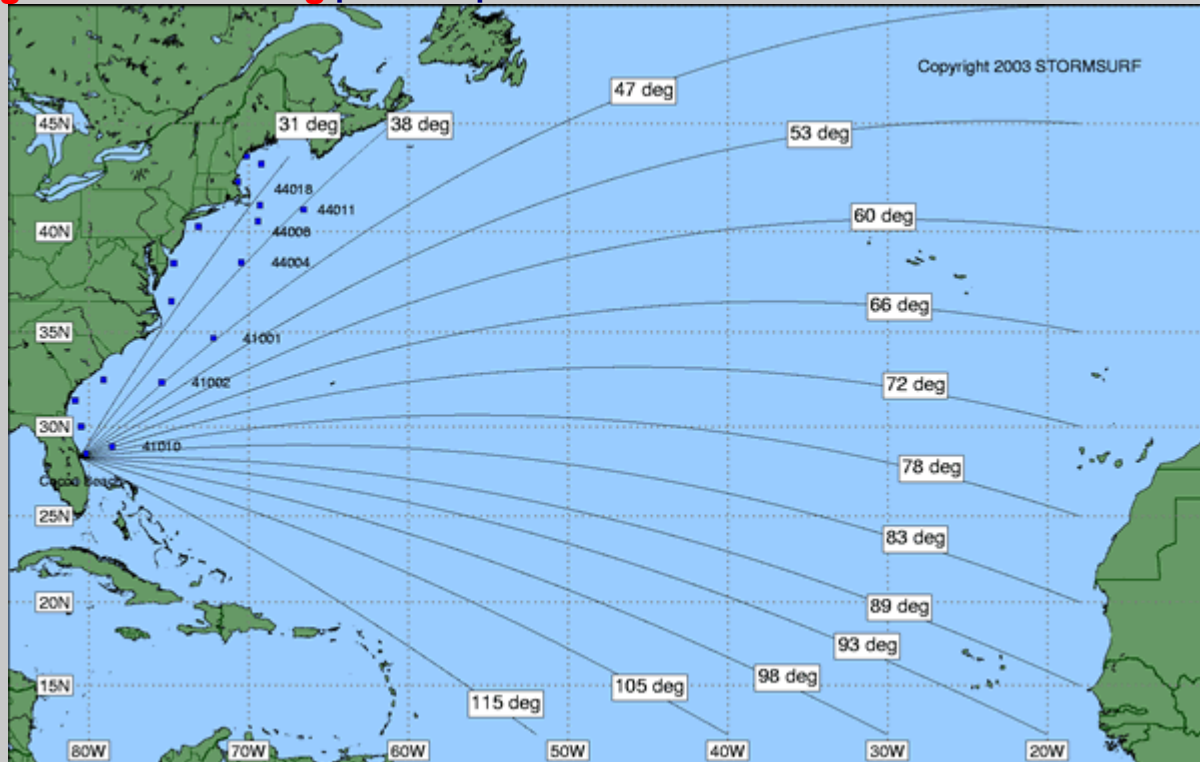 Copyright 2003 STORMSURF
47 deg
45N
31 deg
38 deg
53 deg
44018
44011
60 deg
40N
44008
44004
66 deg
35N
41001
41002
72 deg
30N
41010
78 deg
Cocoa Beach
25N
83 deg
20N
89 deg
93 deg
98 deg
15N
105 deg
115 deg
80W
70W
60W
50W
40W
30W
20W